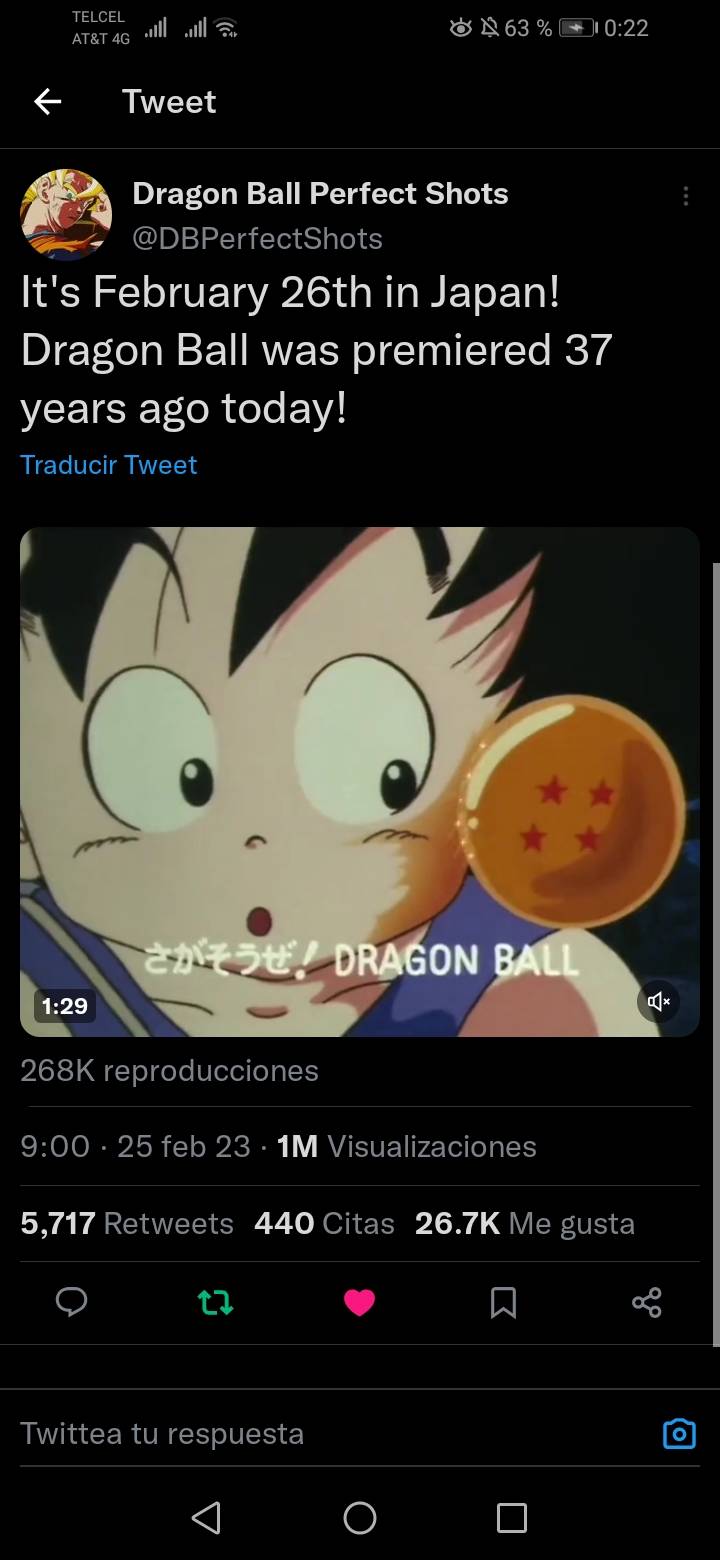 TELCEL
AT&T 4G
63 %
0:22
Tweet
Dragon Ball Perfect Shots
@DBPerfectShots
It's February 26th in Japan!
Dragon Ball was premiered 37
years ago today!
Traducir Tweet
さがそうぜ! DRAGON BALL
1:29
268K reproducciones
9:00 · 25 feb 23 · 1M Visualizaciones
5,717 Retweets 440 Citas 26.7K Me gusta
Twittea tu respuesta